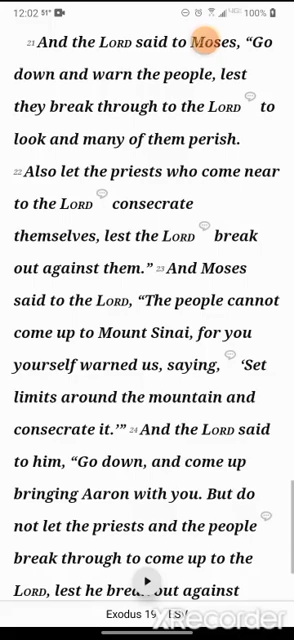 12:02 51° 100%
21 And the LORD said to Moses, “Go
down and warn the people, lest
they break through to the LORD to
look and many of them perish.
22 Also let the priests who come near
to the LORD consecrate
themselves, lest the LORD break
out against them.” 23 And Moses
said to the LORD, “The people cannot
come up to Mount Sinai, for you
yourself warned us, saying, ‘Set
limits around the mountain and
consecrate it.’” 24 And the LORD said
to him, “Go down, and come up
bringing Aaron with you. But do
not let the priests and the people
break through to come up to the
LORD, lest he break out against
Exodus 19 ESV
XRecorder